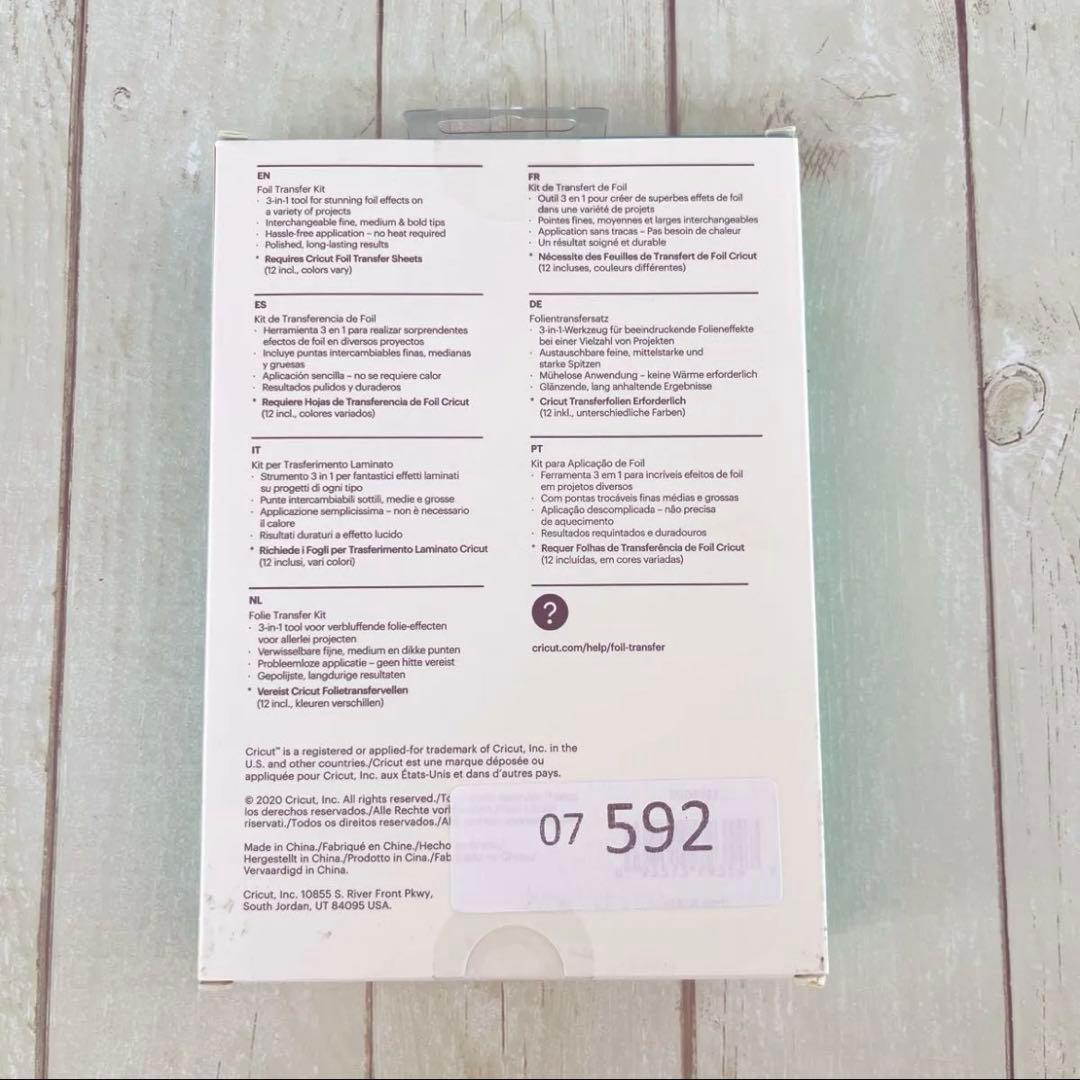 EN
Foil Transfer Kit
· 3-in-1 tool for stunning foil effects on
a variety of projects
· Interchangeable fine, medium & bold tips
· Hassle-free application – no heat required
· Polished, long-lasting results
* Requires Cricut Foil Transfer Sheets
(12 incl., colors vary)
FR
Kit de Transfert de Foil
· Outil 3 en 1 pour créer de superbes effets de foil
dans une variété de projets
· Pointes fines, moyennes et larges interchangeables
· Application sans tracas – Pas besoin de chaleur
· Un résultat soigné et durable
* Nécessite des Feuilles de Transfert de Foil Cricut
(12 incluses, couleurs différentes)
ES
Kit de Transferencia de Foil
· Herramienta 3 en 1 para realizar sorprendentes
efectos de foil en diversos proyectos
· Incluye puntas intercambiables finas, medianas
y gruesas
· Aplicación sencilla – no se requiere calor
· Resultados pulidos y duraderos
* Requiere Hojas de Transferencia de Foil Cricut
(12 incl., colores variados)
DE
Folientransfersatz
· 3-in-1-Werkzeug für beeindruckende Folieneffekte
bei einer Vielzahl von Projekten
· Austauschbare feine, mittelstarke und
starke Spitzen
· Mühelose Anwendung – keine Wärme erforderlich
· Glänzende, lang anhaltende Ergebnisse
* Cricut Transferfolien Erforderlich
(12 inkl., unterschiedliche Farben)
IT
Kit per Trasferimento Laminato
· Strumento 3 in 1 per fantastici effetti laminati
su progetti di ogni tipo
· Punte intercambiabili sottili, medie e grosse
· Applicazione semplicissima – non è necessario
il calore
· Risultati duraturi a effetto lucido
* Richiede i Fogli per Trasferimento Laminato Cricut
(12 inclusi, vari colori)
PT
Kit para Aplicação de Foil
· Ferramenta 3 em 1 para incríveis efeitos de foil
em projetos diversos
· Com pontas trocáveis finas médias e grossas
· Aplicação descomplicada – não precisa
de aquecimento
· Resultados requintados e duradouros
* Requer Folhas de Transferência de Foil Cricut
(12 incluídas, em cores variadas)
NL
Folie Transfer Kit
· 3-in-1 tool voor verbluffende folie-effecten
voor allerlei projecten
· Verwisselbare fijne, medium en dikke punten
· Probleemloze applicatie – geen hitte vereist
· Gepolijste, langdurige resultaten
* Vereist Cricut Folietransfervellen
(12 incl., kleuren verschillen)
?
cricut.com/help/foil-transfer
Cricut™ is a registered or applied-for trademark of Cricut, Inc. in the
U.S. and other countries./Cricut est une marque déposée ou
appliquée pour Cricut, Inc. aux États-Unis et dans d'autres pays.
© 2020 Cricut, Inc. All rights reserved./
los derechos reservados./Alle Rechte
riservati./Todos os direitos reservados./
Made in China./Fabriqué en Chine./Hecho
Hergestellt in China./Prodotto in Cina./
Vervaardigd in China.
Cricut, Inc. 10855 S. River Front Pkwy,
South Jordan, UT 84095 USA.
07 592